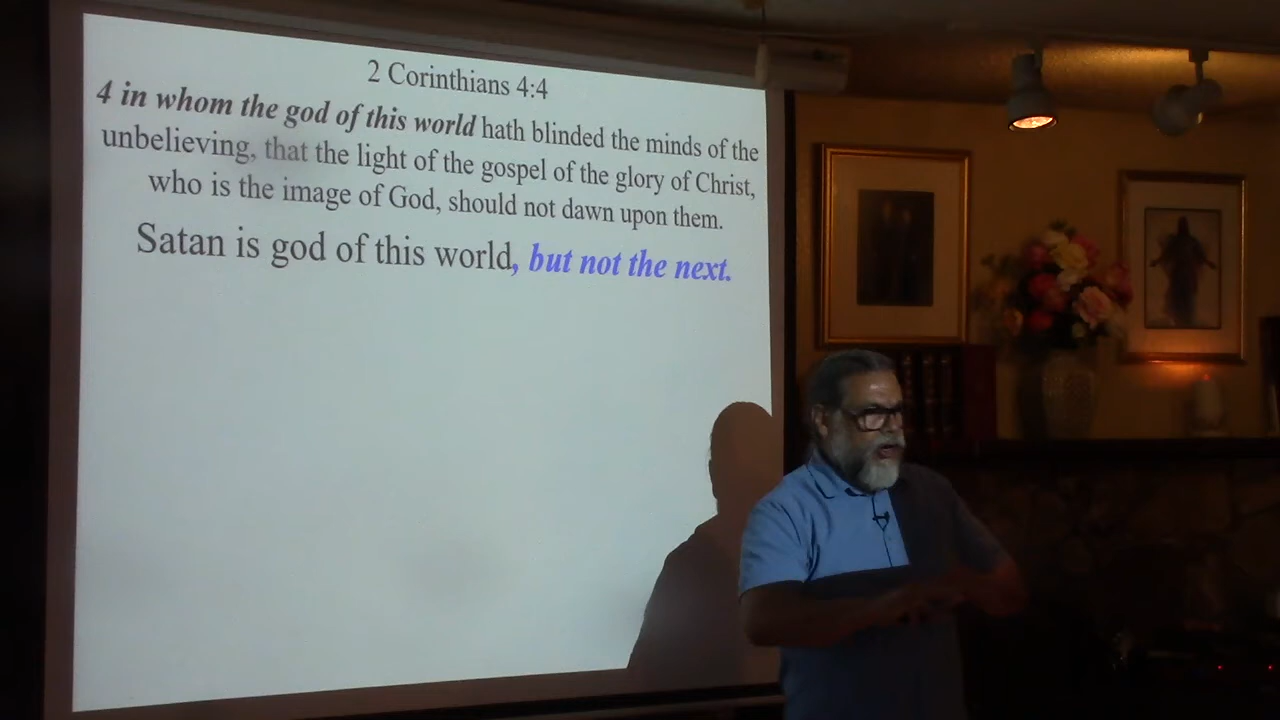 2 Corinthians 4:4
4 in whom the god of this world hath blinded the minds of the
unbelieving, that the light of the gospel of the glory of Christ,
who is the image of God, should not dawn upon them.
Satan is god of this world, but not the next.